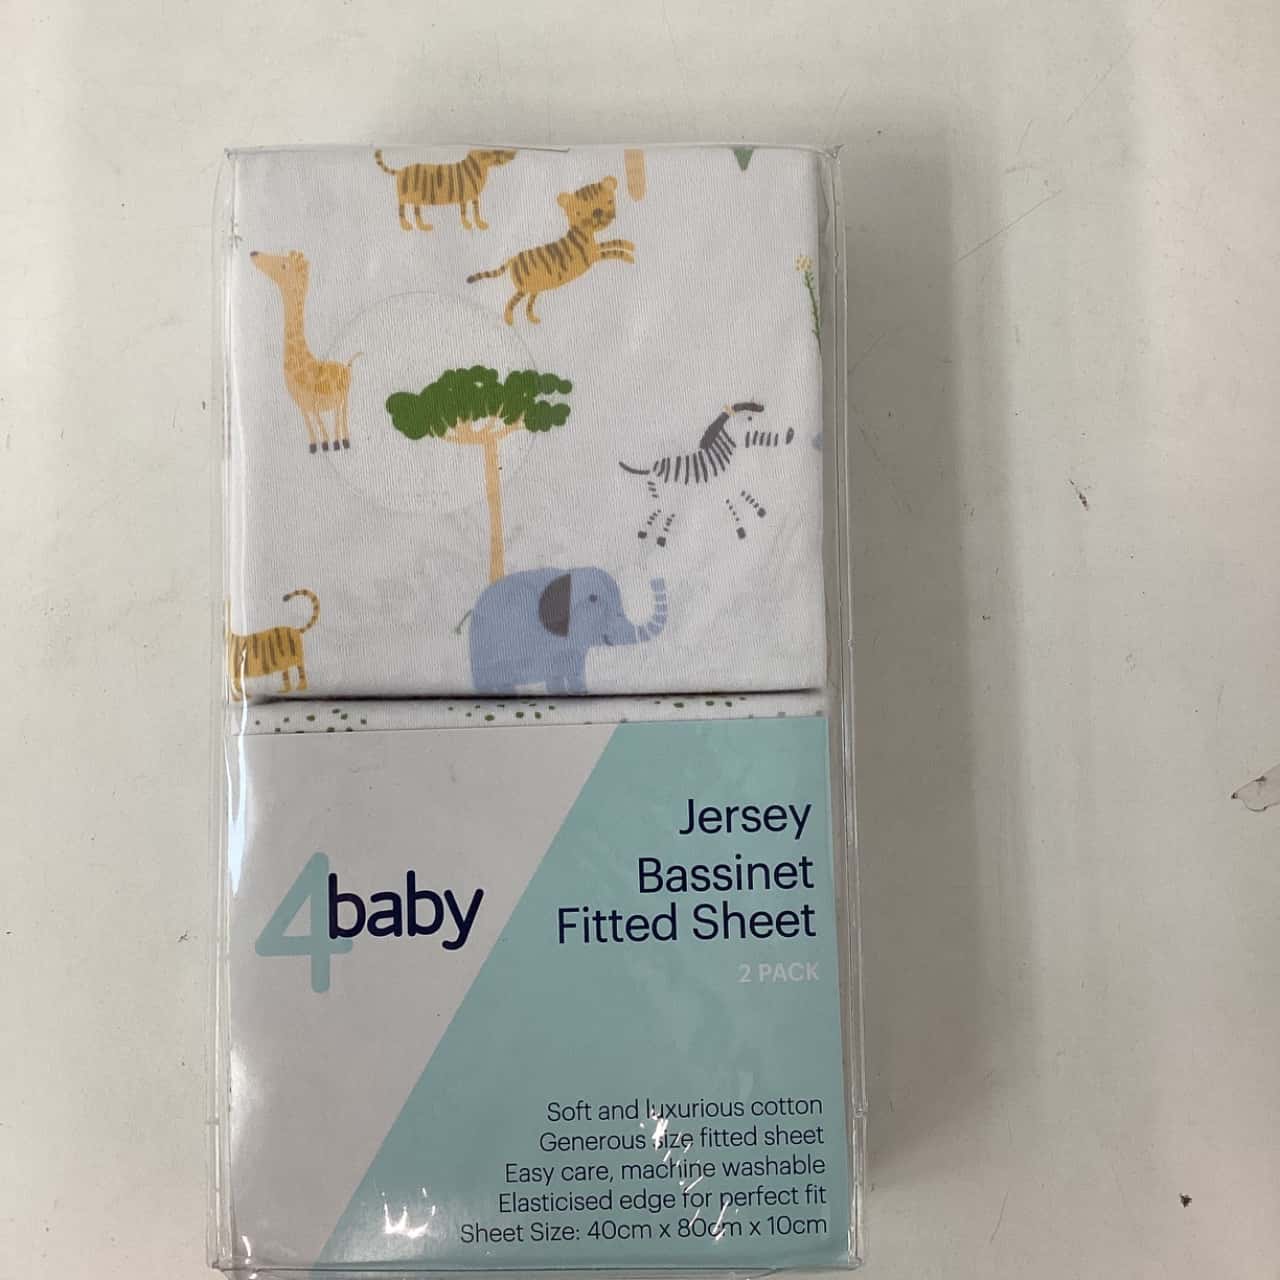 4baby
Jersey
Bassinet
Fitted Sheet
2 PACK
Soft and luxurious cotton
Generous size fitted sheet
Easy care, machine washable
Elasticised edge for perfect fit
Sheet Size: 40cm x 80cm x 10cm